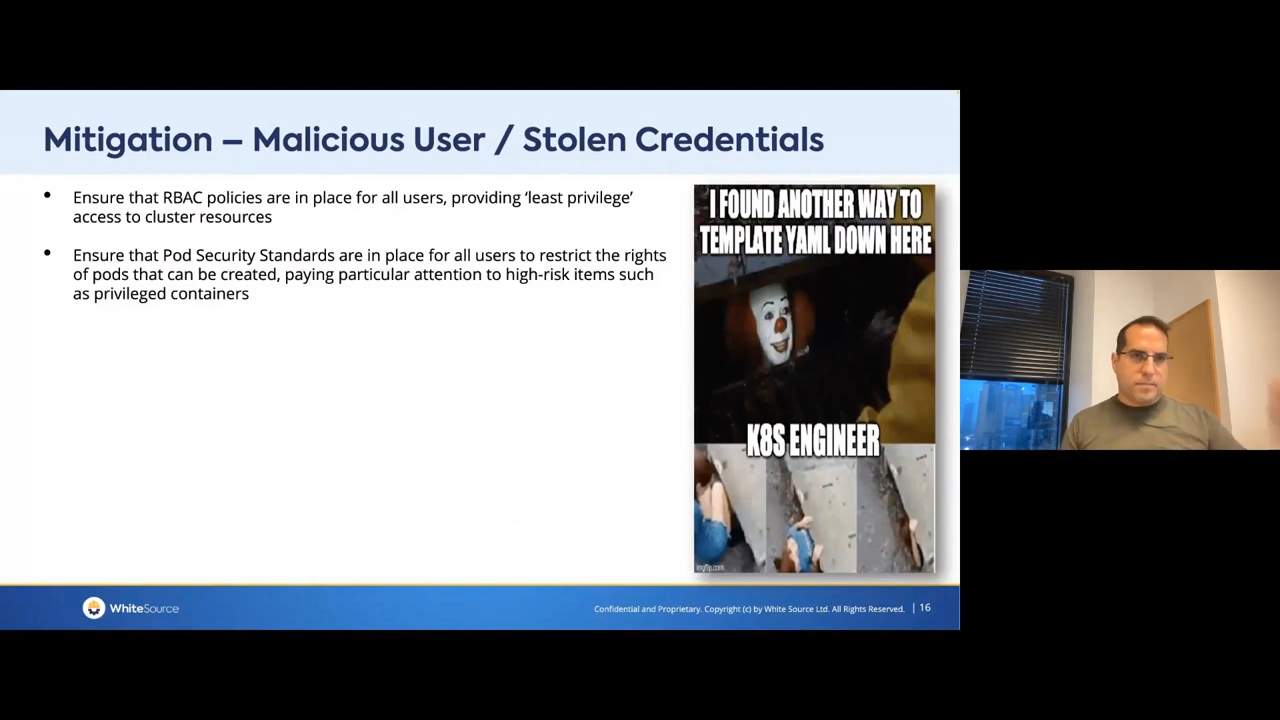 Mitigation – Malicious User / Stolen Credentials
• Ensure that RBAC policies are in place for all users, providing ‘least privilege’
access to cluster resources
• Ensure that Pod Security Standards are in place for all users to restrict the rights
of pods that can be created, paying particular attention to high-risk items such
as privileged containers
I FOUND ANOTHER WAY TO
TEMPLATE YAML DOWN HERE
K8S ENGINEER
imgflip.com
WhiteSource
Confidential and Proprietary. Copyright (c) by White Source Ltd. All Rights Reserved. | 16